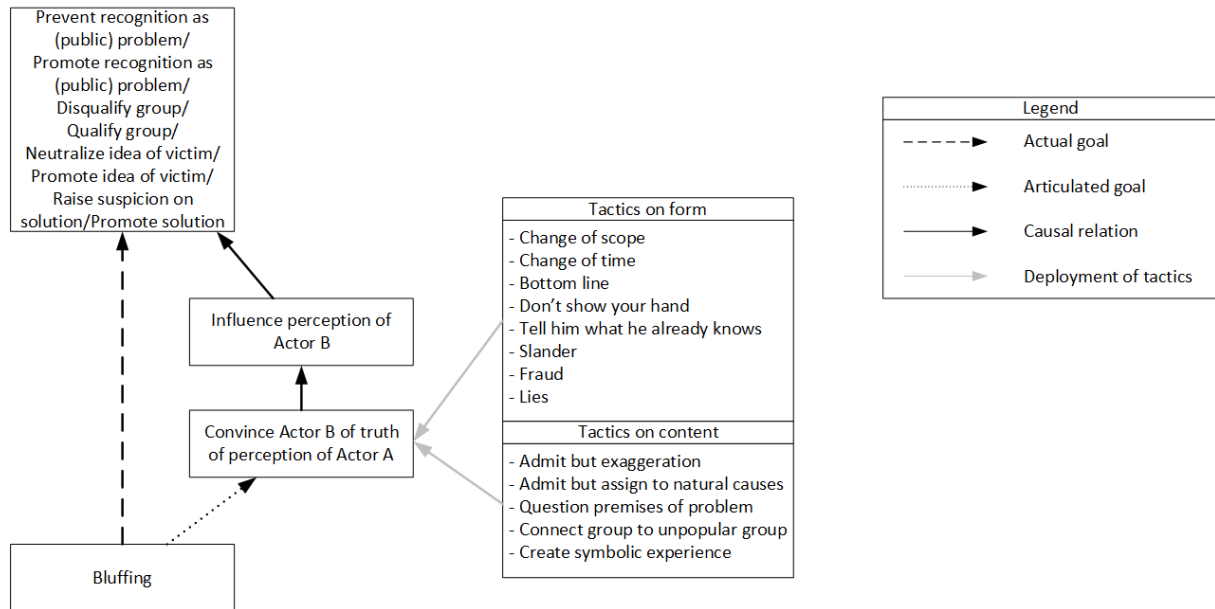 Prevent recognition as
(public) problem/
Promote recognition as
(public) problem/
Disqualify group/
Qualify group/
Neutralize idea of victim/
Promote idea of victim/
Raise suspicion on
solution/Promote solution
Influence perception of
Actor B
Convince Actor B of truth
of perception of Actor A
Bluffing
Tactics on form
- Change of scope
- Change of time
- Bottom line
- Don’t show your hand
- Tell him what he already knows
- Slander
- Fraud
- Lies
Tactics on content
- Admit but exaggeration
- Admit but assign to natural causes
- Question premises of problem
- Connect group to unpopular group
- Create symbolic experience
Legend
Actual goal
Articulated goal
Causal relation
Deployment of tactics